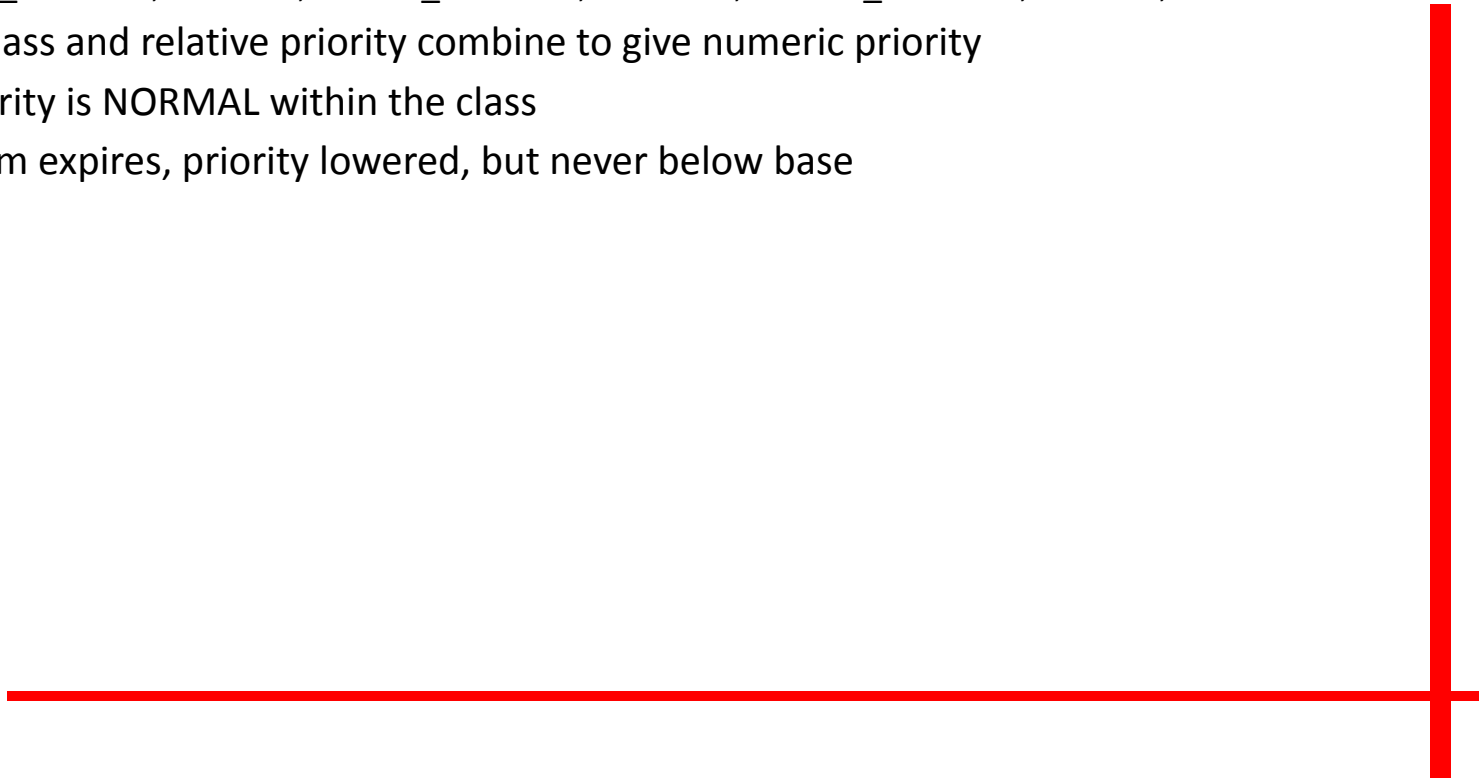 ass and relative priority combine to give numeric priority
rity is NORMAL within the class
m expires, priority lowered, but never below base